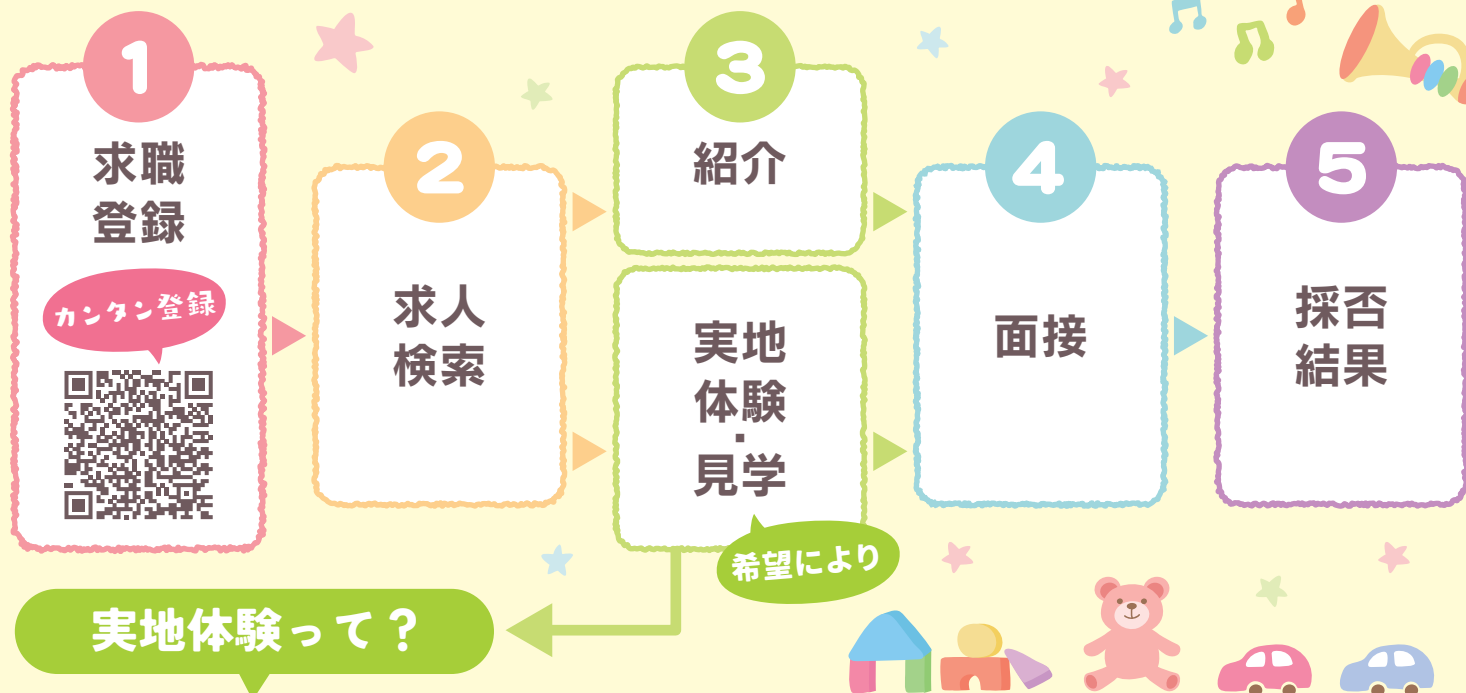 1
求職
登録
カンタン登録
2
求人
検索
3
紹介
実地
体験
・
見学
希望により
4
面接
5
採否
結果
実地体験って？